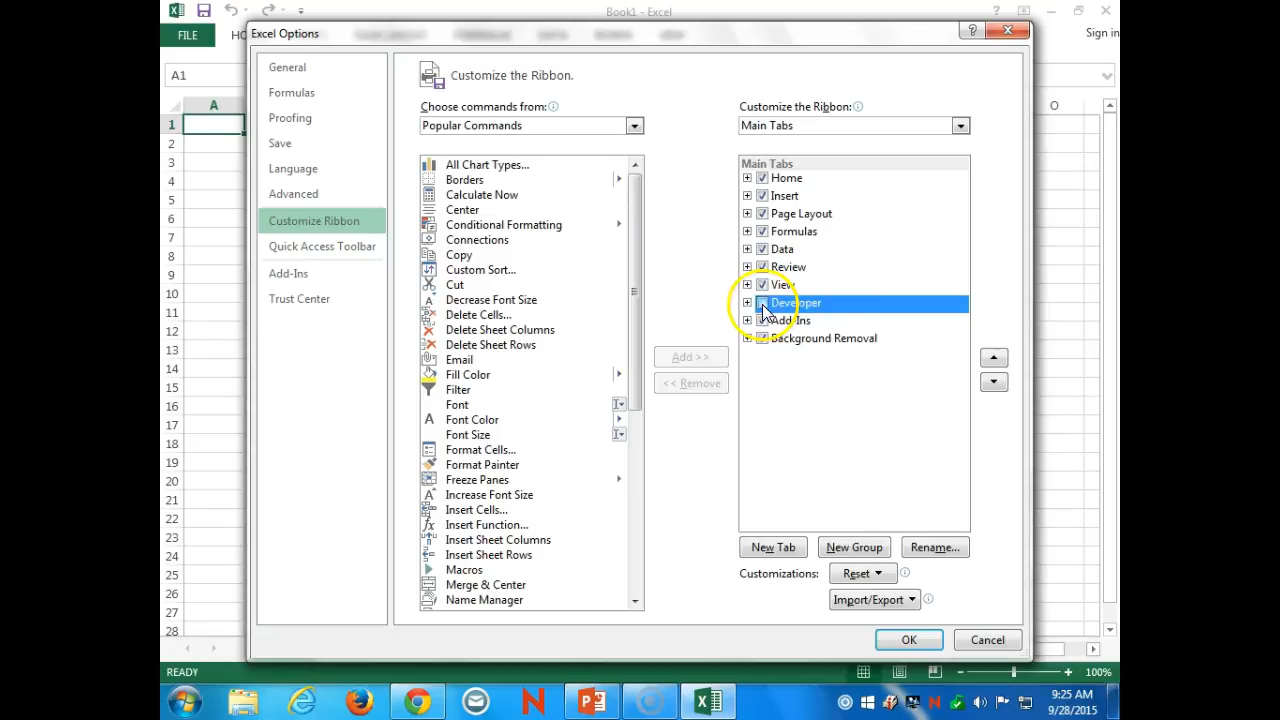 Book1 - Excel
FILE
Sign in
A1
A
O
1
2
3
4
5
6
7
8
9
10
11
12
13
14
15
16
17
18
19
20
21
22
23
24
25
26
27
28
Excel Options
General
Formulas
Proofing
Save
Language
Advanced
Customize Ribbon
Quick Access Toolbar
Add-Ins
Trust Center
Customize the Ribbon.
Choose commands from:
Popular Commands
All Chart Types...
Borders
Calculate Now
Center
Conditional Formatting
Connections
Copy
Custom Sort...
Cut
Decrease Font Size
Delete Cells...
Delete Sheet Columns
Delete Sheet Rows
Email
Fill Color
Filter
Font
Font Color
Font Size
Format Cells...
Format Painter
Freeze Panes
Increase Font Size
Insert Cells...
Insert Function...
Insert Sheet Columns
Insert Sheet Rows
Macros
Merge & Center
Name Manager
Add >>
<< Remove
Customize the Ribbon:
Main Tabs
Main Tabs
Home
Insert
Page Layout
Formulas
Data
Review
View
Developer
Add-Ins
Background Removal
New Tab
New Group
Rename...
Customizations:
Reset
Import/Export
OK
Cancel
READY
100%
9:25 AM
9/28/2015